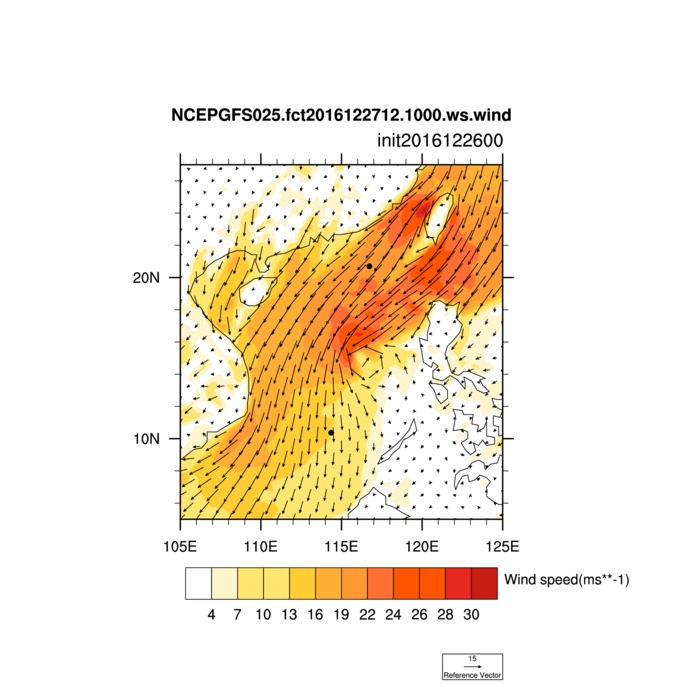 NCEPGFS025.fct2016122712.1000.ws.wind
init2016122600
20N
10N
105E 110E 115E 120E 125E
Wind speed(ms**-1)
4 7 10 13 16 19 22 24 26 28 30
15
Reference Vector